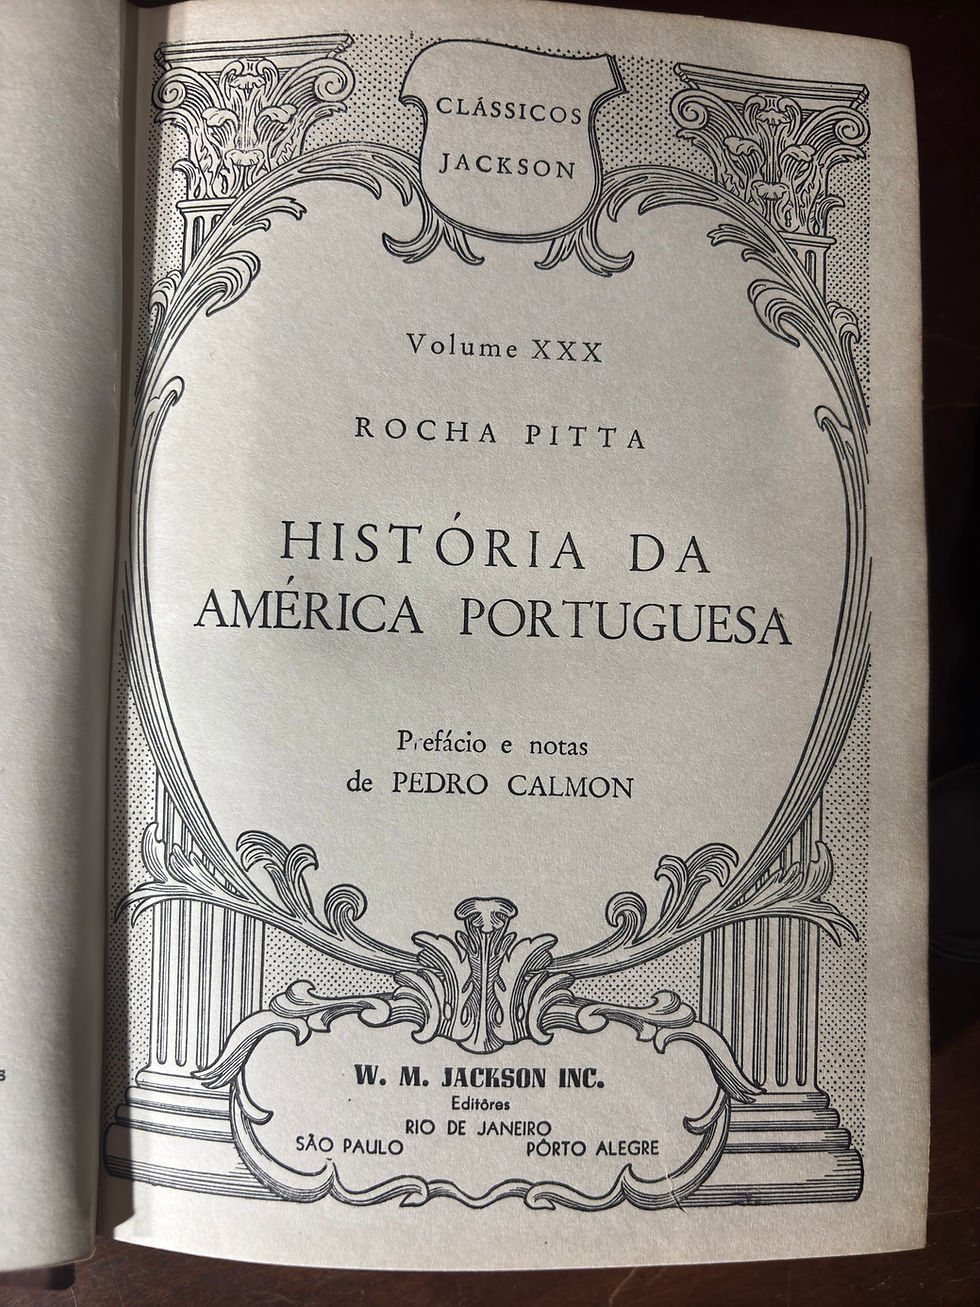 CLÁSSICOS
JACKSON
Volume XXX
ROCHA PITTA
HISTÓRIA DA
AMÉRICA PORTUGUESA
Prefácio e notas
de PEDRO CALMON
W. M. JACKSON INC.
Editôres
RIO DE JANEIRO
SÃO PAULO PÔRTO ALEGRE